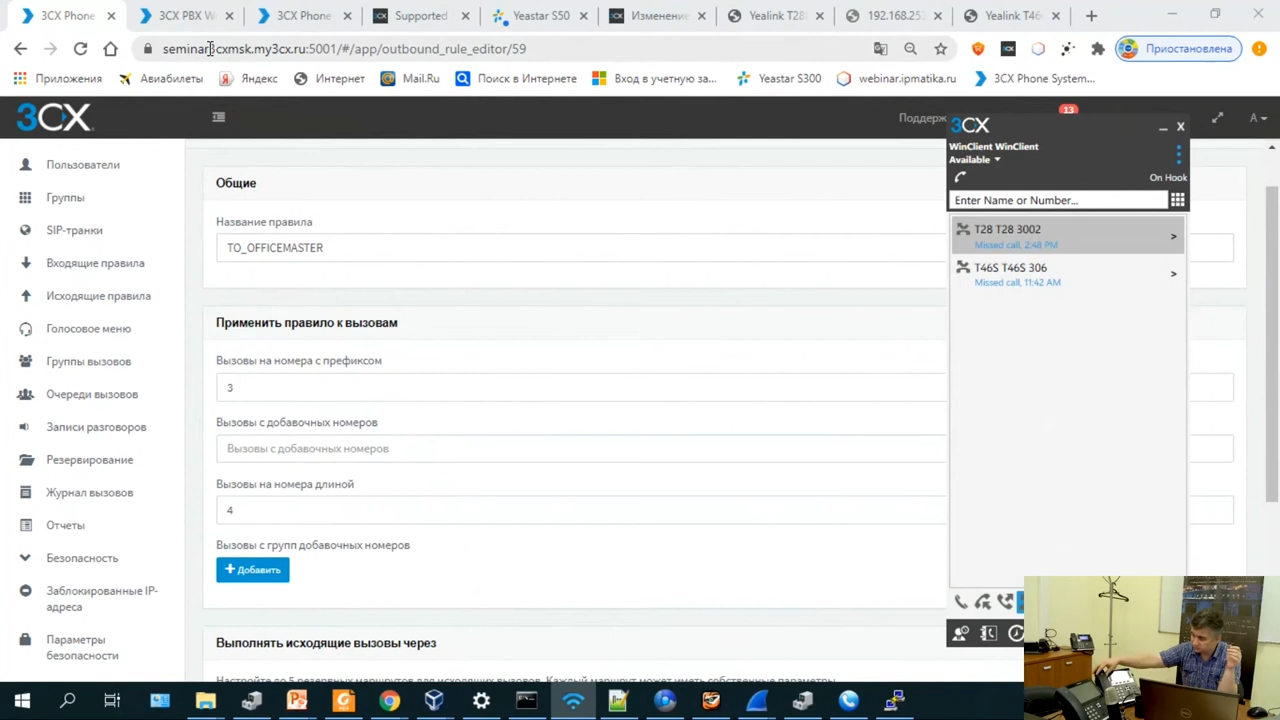 3CX Phone
3CX PBX W
3CX Phone
Supported
Yeastar S50
Изменение
Yealink T28
192.168.25
Yealink T46
seminar3cxmsk.my3cx.ru:5001/#/app/outbound_rule_editor/59
Приостановлена
Приложения
Авиабилеты
Яндекс
Интернет
Mail.Ru
Поиск в Интернете
Вход в учетную за...
Yeastar S300
webinar.ipmatika.ru
3CX Phone System...
3CX
Поддерж
13
A
Пользователи
Группы
SIP-транки
Входящие правила
Исходящие правила
Голосовое меню
Группы вызовов
Очереди вызовов
Записи разговоров
Резервирование
Журнал вызовов
Отчеты
Безопасность
Заблокированные IP-
адреса
Параметры
безопасности
Общие
Название правила
TO_OFFICEMASTER
Применить правило к вызовам
Вызовы на номера с префиксом
3
Вызовы с добавочных номеров
Вызовы с добавочных номеров
Вызовы на номера длиной
4
Вызовы с групп добавочных номеров
+ Добавить
Выполнять исходящие вызовы через
Настройте до 5 резервных маршрутов для исходящих вызовов. Каждый маршрут может иметь собственные параметры
3CX
WinClient WinClient
Available
On Hook
Enter Name or Number...
T28 T28 3002
Missed call, 2:48 PM
T46S T46S 306
Missed call, 11:42 AM